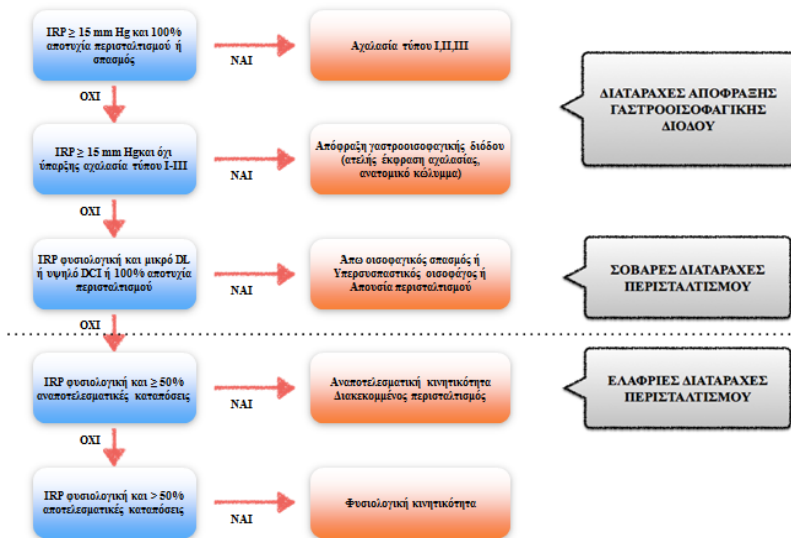 IRP ≥ 15 mm Hg και 100%
αποτυχία περισταλτισμού ή
σπασμός
ΝΑΙ
Αχαλασία τύπου Ι,ΙΙ,ΙΙΙ
ΟΧΙ
ΔΙΑΤΑΡΑΧΕΣ ΑΠΟΦΡΑΞΗΣ
ΓΑΣΤΡΟΟΙΣΟΦΑΓΙΚΗΣ
ΔΙΟΔΟΥ
IRP ≥ 15 mm Hgκαι όχι
ύπαρξης αχαλασία τύπου Ι-ΙΙΙ
ΝΑΙ
Απόφραξη γαστροοισοφαγικής διόδου
(ατελής έκφραση αχαλασίας,
ανατομικό κώλυμμα)
ΟΧΙ
IRP φυσιολογική και μικρό DL
ή υψηλό DCI ή 100% αποτυχία
περισταλτισμού
ΝΑΙ
Άπω οισοφαγικός σπασμός ή
Υπερσυσπαστικός οισοφάγος ή
Απουσία περισταλτισμού
ΣΟΒΑΡΕΣ ΔΙΑΤΑΡΑΧΕΣ
ΠΕΡΙΣΤΑΛΤΙΣΜΟΥ
ΟΧΙ
IRP φυσιολογική και ≥ 50%
αναποτελεσματικές καταπόσεις
ΝΑΙ
Αναποτελεσματική κινητικότητα
Διακεκομμένος περισταλτισμός
ΕΛΑΦΡΙΕΣ ΔΙΑΤΑΡΑΧΕΣ
ΠΕΡΙΣΤΑΛΤΙΣΜΟΥ
ΟΧΙ
IRP φυσιολογική και > 50%
αποτελεσματικές καταπόσεις
ΝΑΙ
Φυσιολογική κινητικότητα